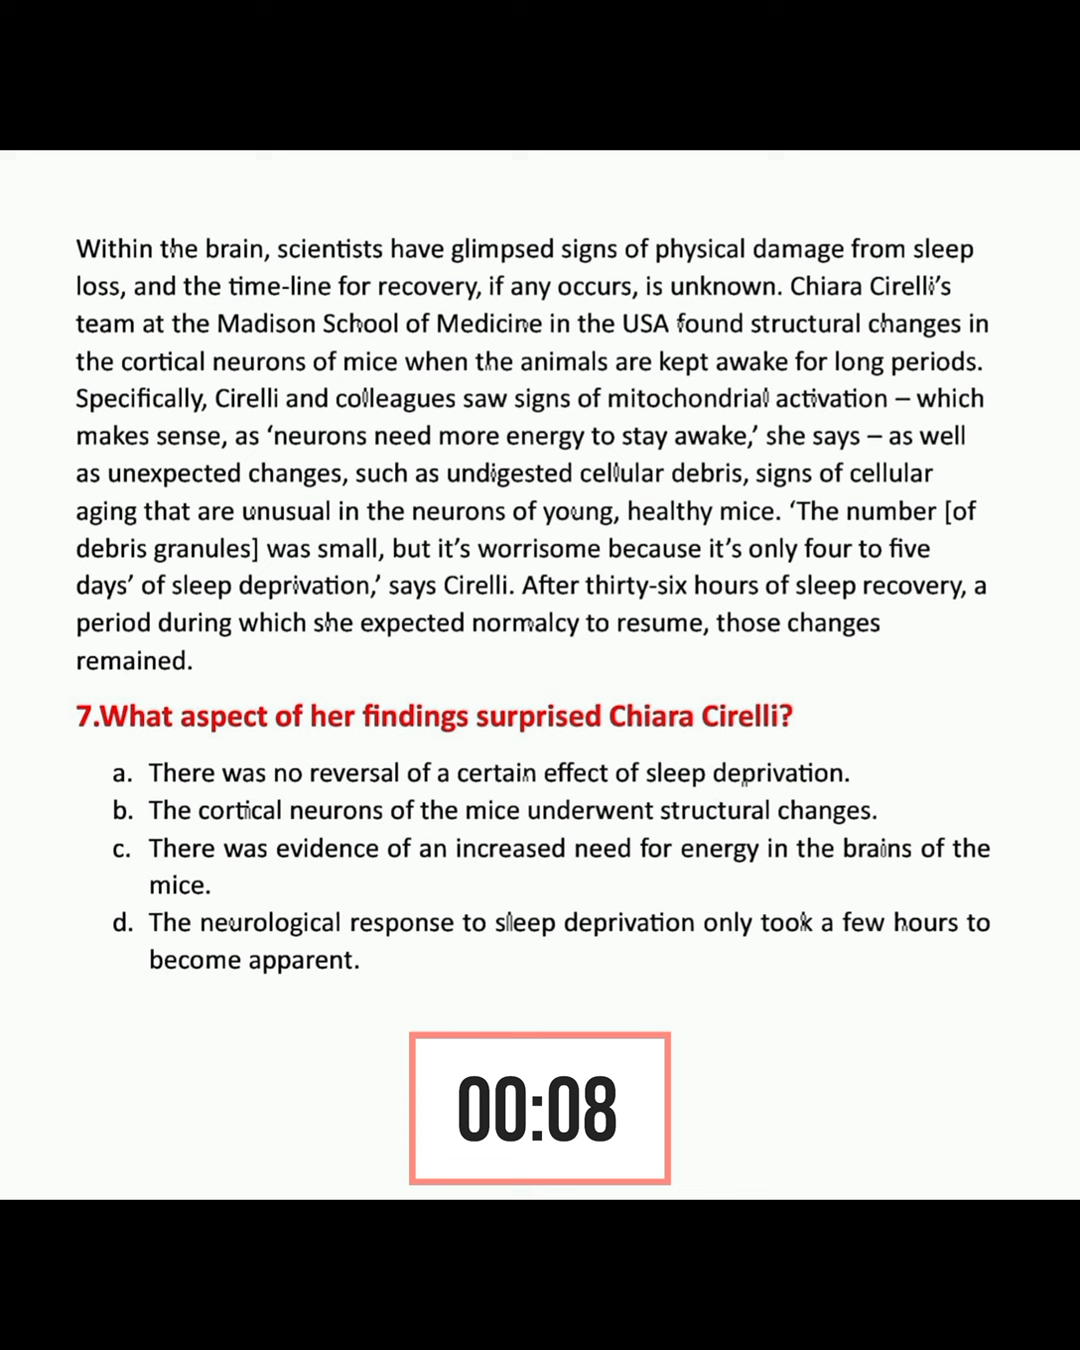 Within the brain, scientists have glimpsed signs of physical damage from sleep
loss, and the time-line for recovery, if any occurs, is unknown. Chiara Cirelli’s
team at the Madison School of Medicine in the USA found structural changes in
the cortical neurons of mice when the animals are kept awake for long periods.
Specifically, Cirelli and colleagues saw signs of mitochondrial activation – which
makes sense, as ‘neurons need more energy to stay awake,’ she says – as well
as unexpected changes, such as undigested cellular debris, signs of cellular
aging that are unusual in the neurons of young, healthy mice. ‘The number [of
debris granules] was small, but it’s worrisome because it’s only four to five
days’ of sleep deprivation,’ says Cirelli. After thirty-six hours of sleep recovery, a
period during which she expected normalcy to resume, those changes
remained.
7.What aspect of her findings surprised Chiara Cirelli?
a. There was no reversal of a certain effect of sleep deprivation.
b. The cortical neurons of the mice underwent structural changes.
c. There was evidence of an increased need for energy in the brains of the
mice.
d. The neurological response to sleep deprivation only took a few hours to
become apparent.
00:08